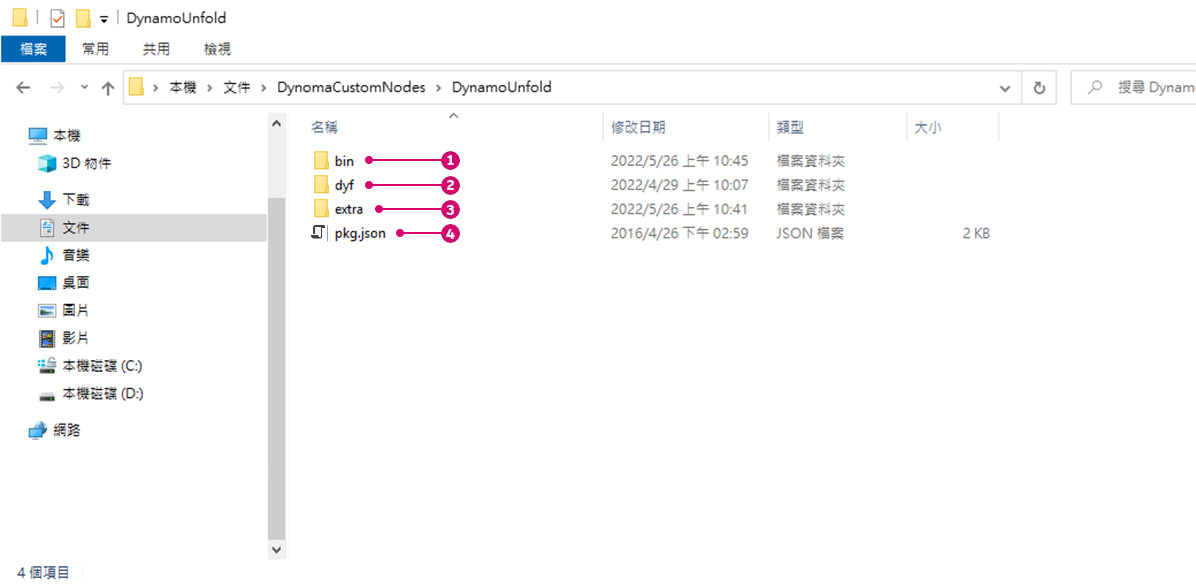 DynamoUnfold
檔案 常用 共用 檢視
本機 文件 DynomaCustomNodes DynamoUnfold 搜尋 Dynam
本機
3D 物件
下載
文件
音樂
桌面
圖片
影片
本機磁碟 (C:)
本機磁碟 (D:)
網路
名稱 修改日期 類型 大小
bin 1 2022/5/26 上午 10:45 檔案資料夾
dyf 2 2022/4/29 上午 10:07 檔案資料夾
extra 3 2022/5/26 上午 10:41 檔案資料夾
pkg.json 4 2016/4/26 下午 02:59 JSON 檔案 2 KB
4 個項目